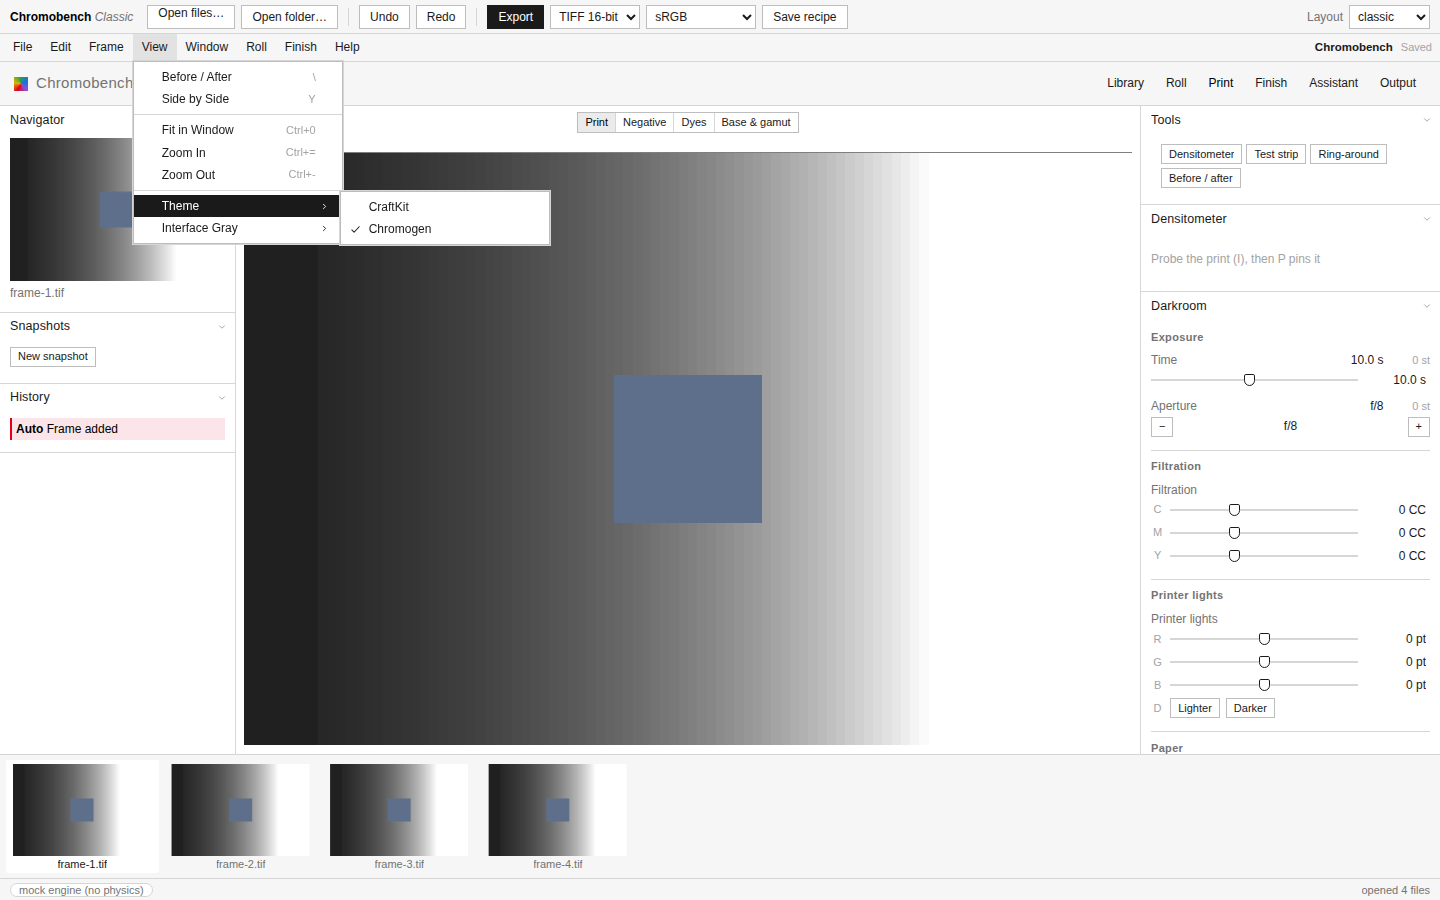 Chromobench Classic Open files… Open folder… Undo Redo Export TIFF 16-bit sRGB Save recipe Layout classic
File Edit Frame View Window Roll Finish Help Chromobench Saved
Chromobench Library Roll Print Finish Assistant Output
Before / After \
Side by Side Y
Fit in Window Ctrl+0
Zoom In Ctrl+=
Zoom Out Ctrl+-
Theme
Interface Gray
CraftKit
Chromogen
Navigator
frame-1.tif
Snapshots
New snapshot
History
Auto Frame added
Print Negative Dyes Base & gamut
Tools
Densitometer Test strip Ring-around
Before / after
Densitometer
Probe the print (I), then P pins it
Darkroom
Exposure
Time 10.0 s 0 st
10.0 s
Aperture f/8 0 st
− f/8 +
Filtration
Filtration
C 0 CC
M 0 CC
Y 0 CC
Printer lights
Printer lights
R 0 pt
G 0 pt
B 0 pt
D Lighter Darker
Paper
frame-1.tif frame-2.tif frame-3.tif frame-4.tif
mock engine (no physics) opened 4 files